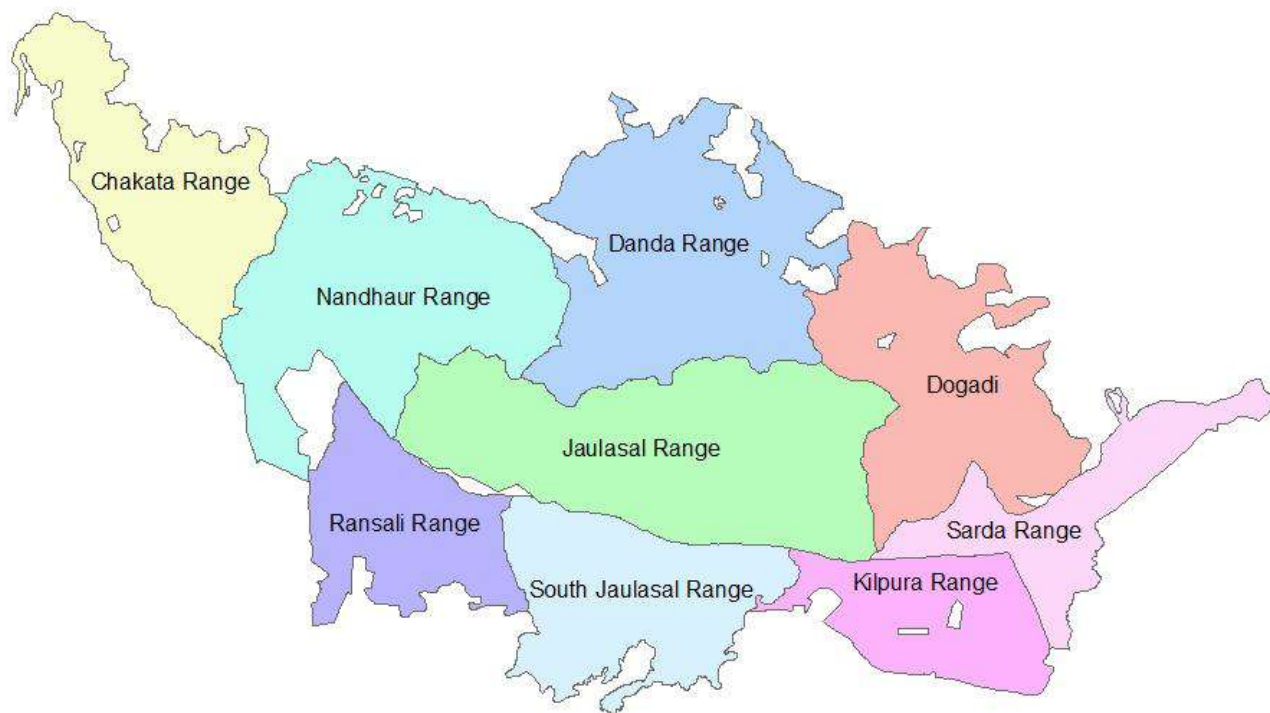 Chakata Range
Danda Range
Nandhaur Range
Dogadi
Jaulasal Range
Ransali Range
Sarda Range
South Jaulasal Range
Kilpura Range